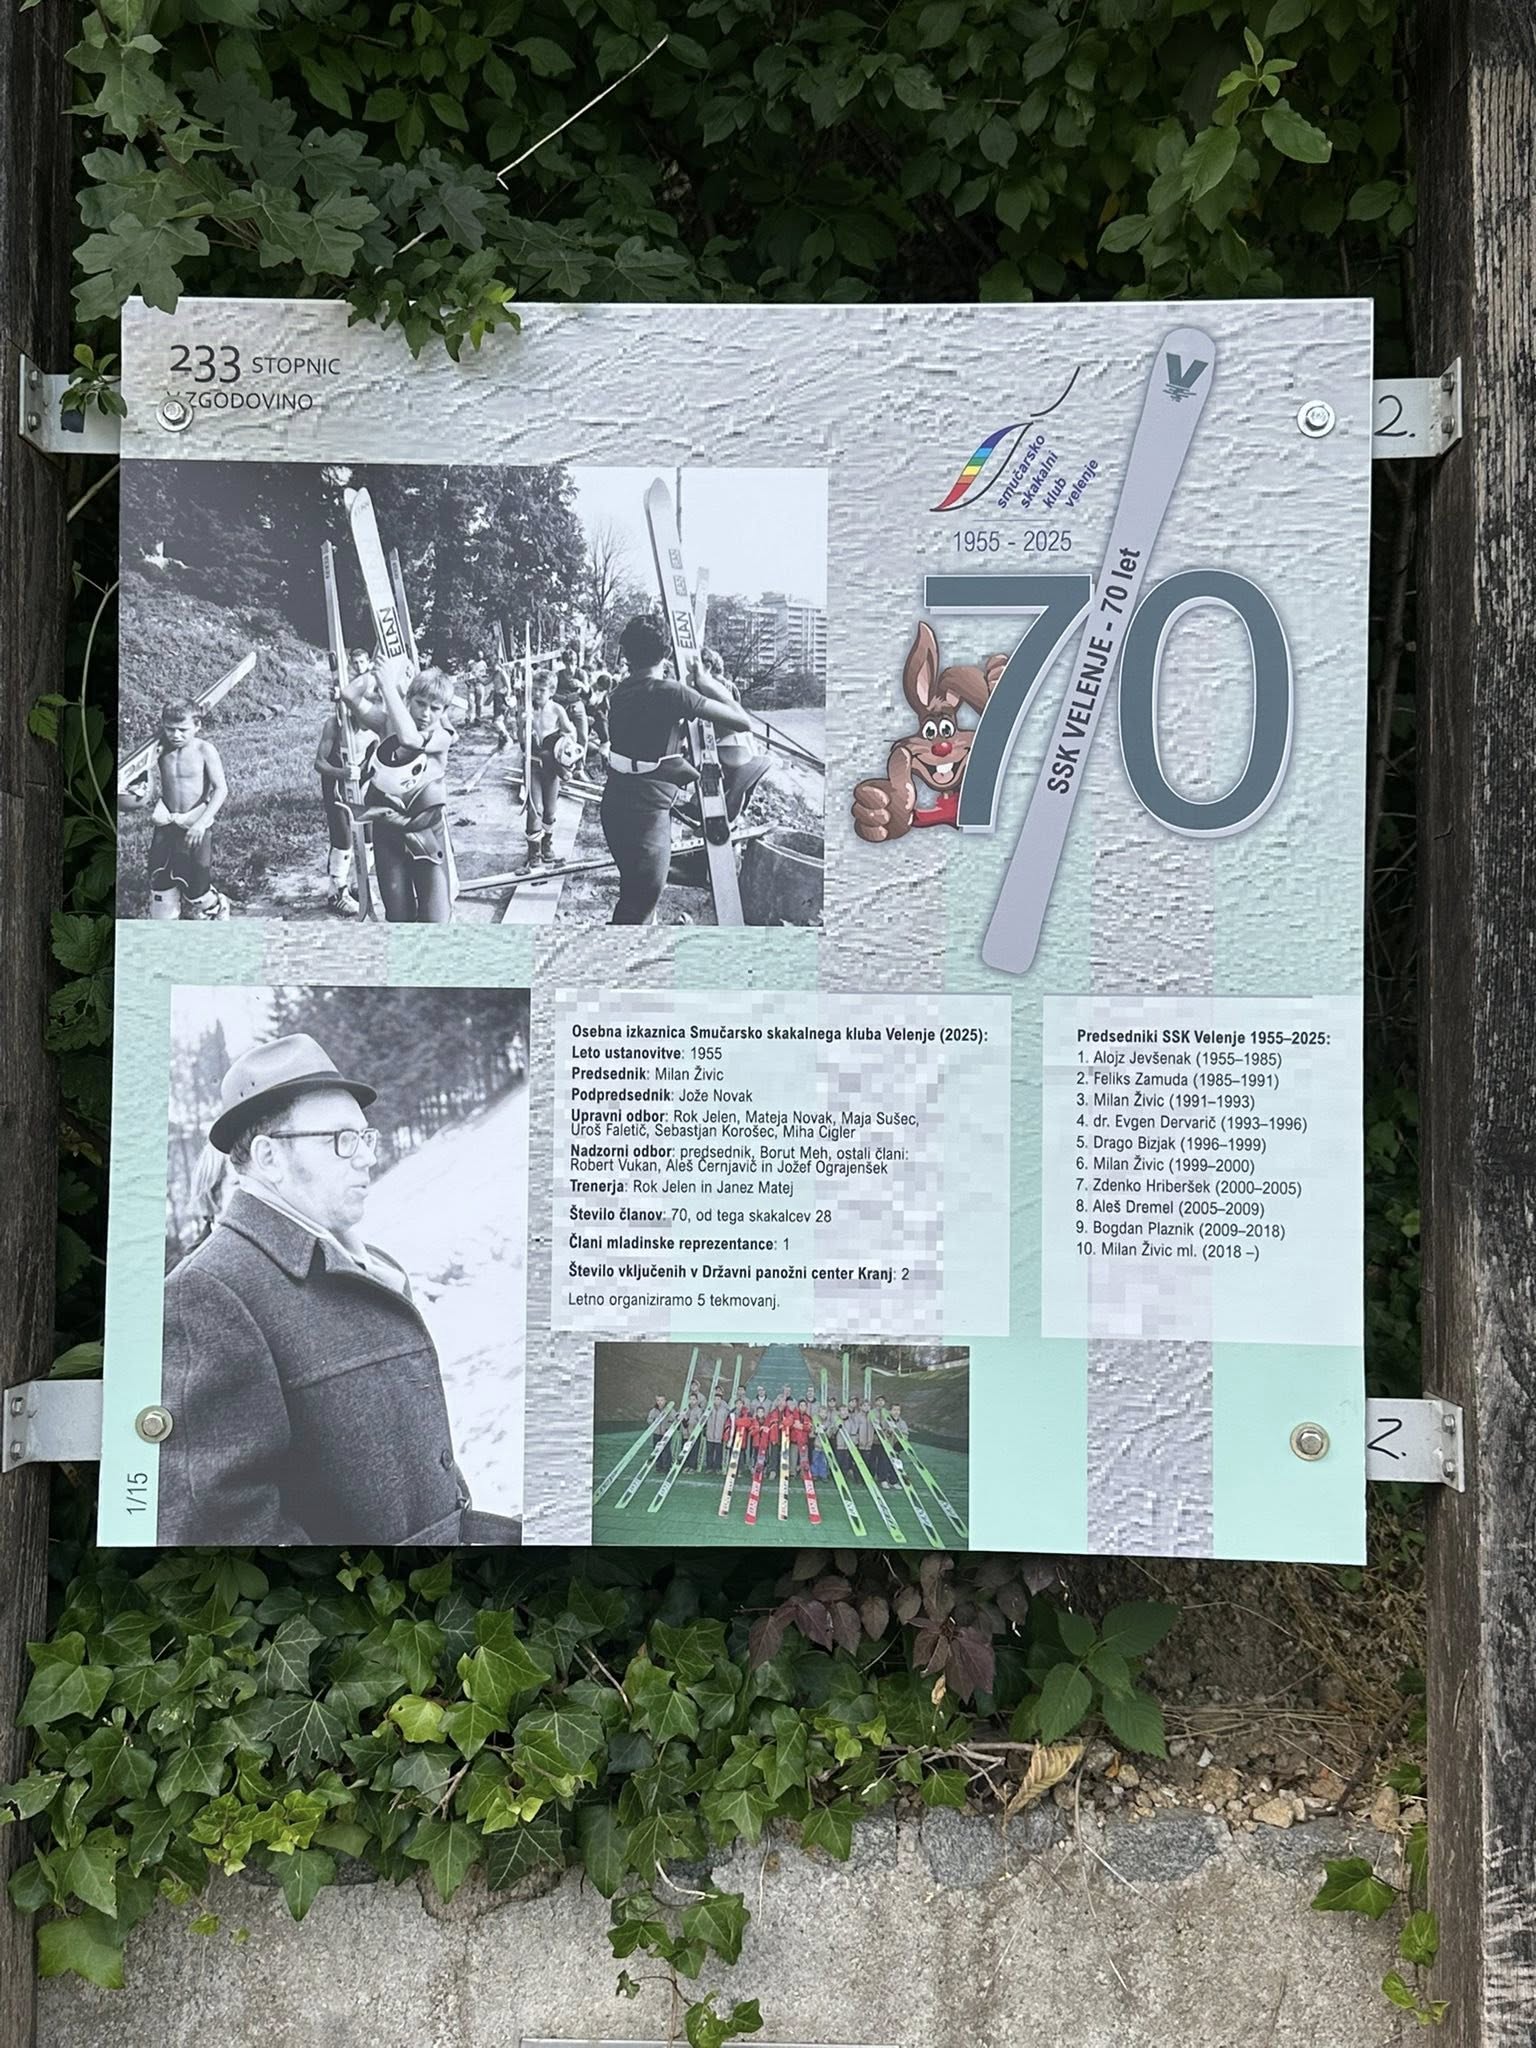 233 STOPNIC
V ZGODOVINO
2.
V
smučarsko
skakalni
klub
velenje
1955 - 2025
70
SSK VELENJE - 70 let
ELAN
ELAN
Osebna izkaznica Smučarsko skakalnega kluba Velenje (2025):
Leto ustanovitve: 1955
Predsednik: Milan Živic
Podpredsednik: Jože Novak
Upravni odbor: Rok Jelen, Mateja Novak, Maja Sušec,
Uroš Faletič, Sebastjan Korošec, Miha Cigler
Nadzorni odbor: predsednik, Borut Meh, ostali člani:
Robert Vukan, Aleš Černjavič in Jožef Ograjenšek
Trenerja: Rok Jelen in Janez Matej
Število članov: 70, od tega skakalcev 28
Člani mladinske reprezentance: 1
Število vključenih v Državni panožni center Kranj: 2
Letno organiziramo 5 tekmovanj.
Predsedniki SSK Velenje 1955–2025:
1. Alojz Jevšenak (1955–1985)
2. Feliks Zamuda (1985–1991)
3. Milan Živic (1991–1993)
4. dr. Evgen Dervarič (1993–1996)
5. Drago Bizjak (1996–1999)
6. Milan Živic (1999–2000)
7. Zdenko Hriberšek (2000–2005)
8. Aleš Dremel (2005–2009)
9. Bogdan Plaznik (2009–2018)
10. Milan Živic ml. (2018 –)
1/15
2.